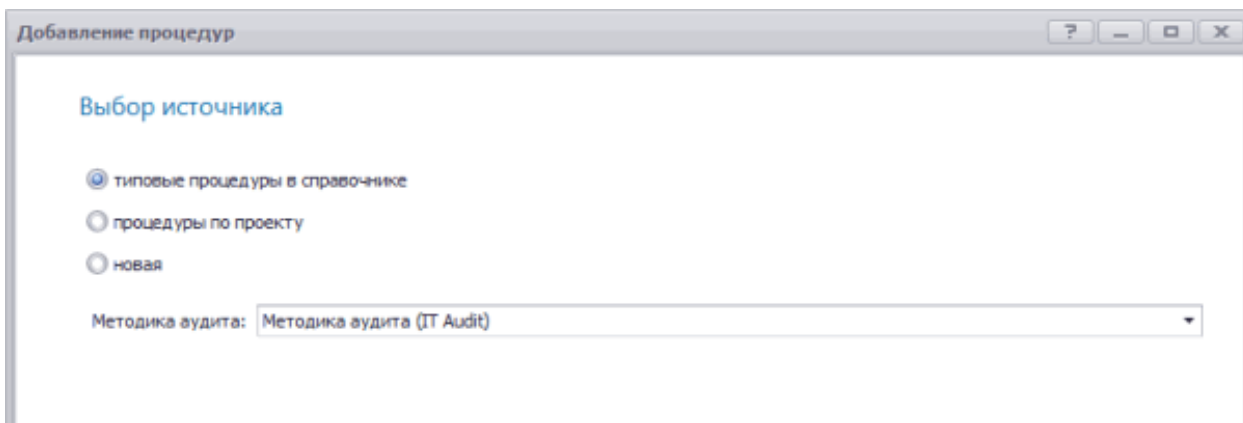 Добавление процедур
Выбор источника
типовые процедуры в справочнике
процедуры по проекту
новая
Методика аудита: Методика аудита (IT Audit)